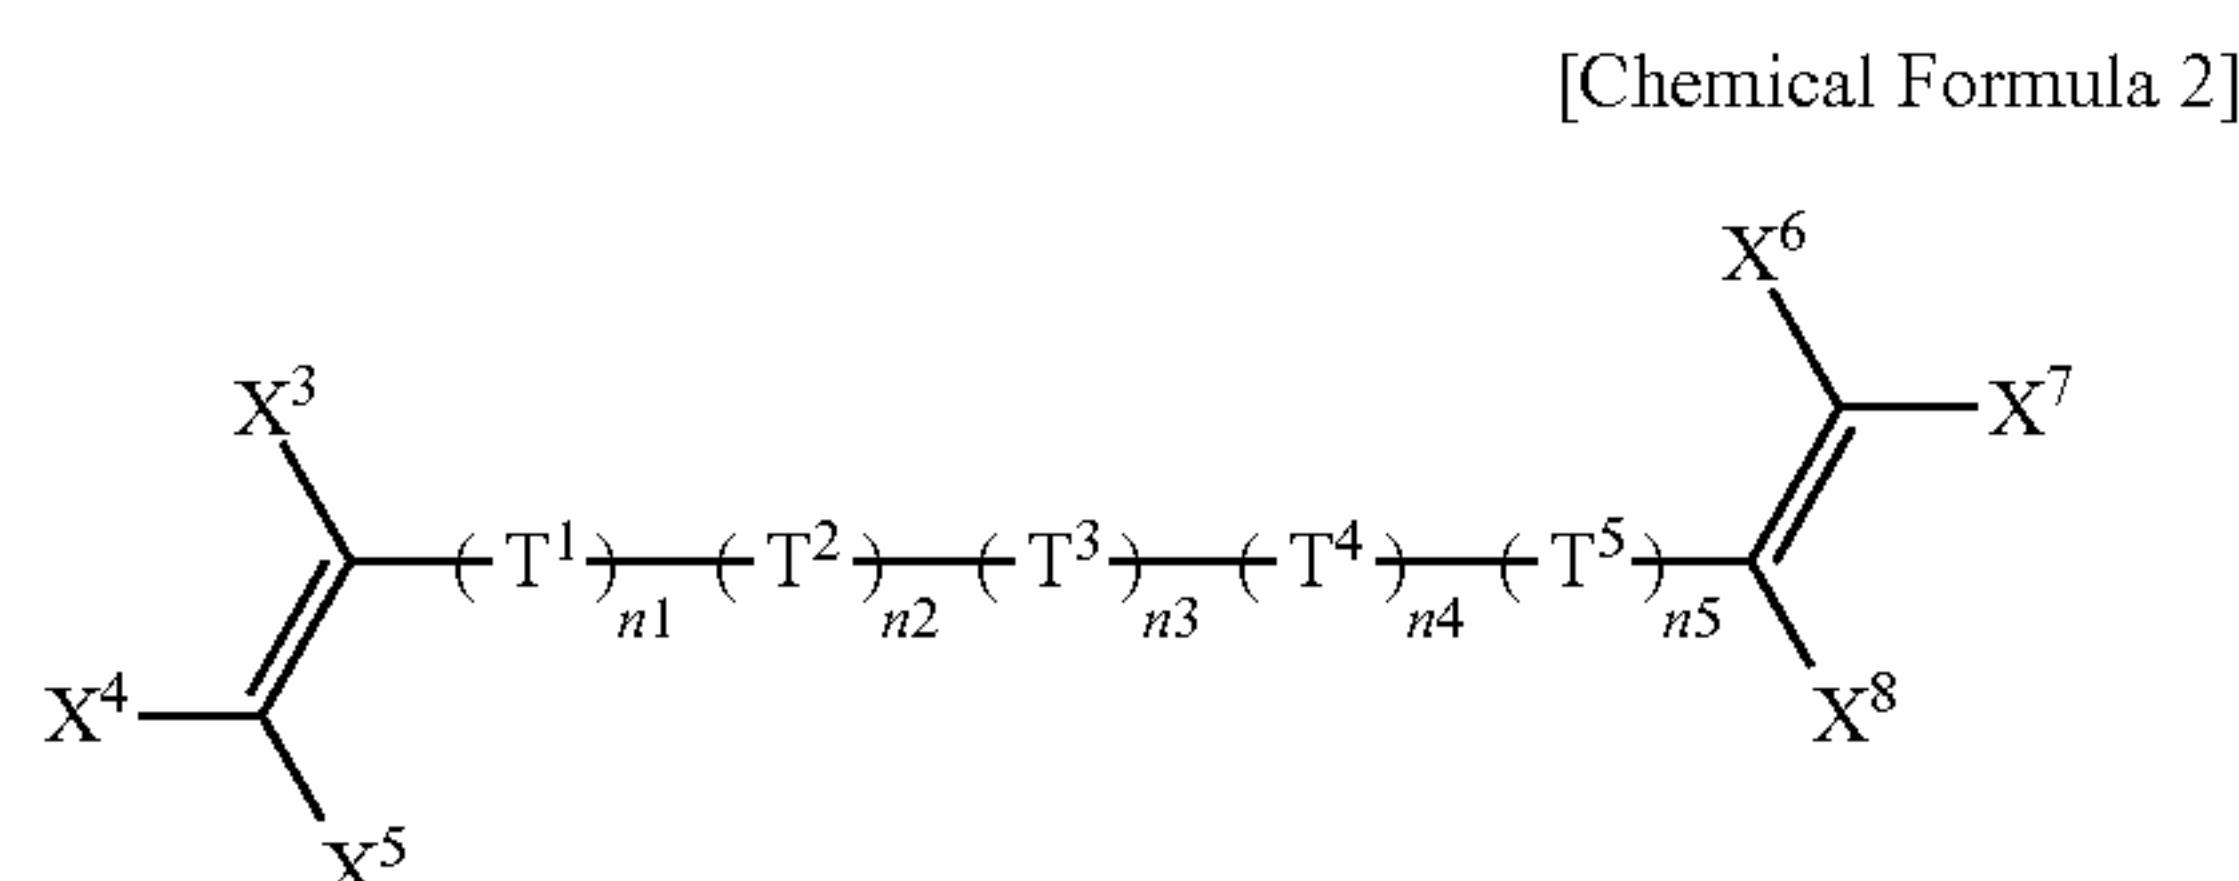 [Chemical Formula 2]
X⁶
X³ X⁷
(T¹)n1 (T²)n2 (T³)n3 (T⁴)n4 (T⁵)n5
X⁴ X⁸
X⁵